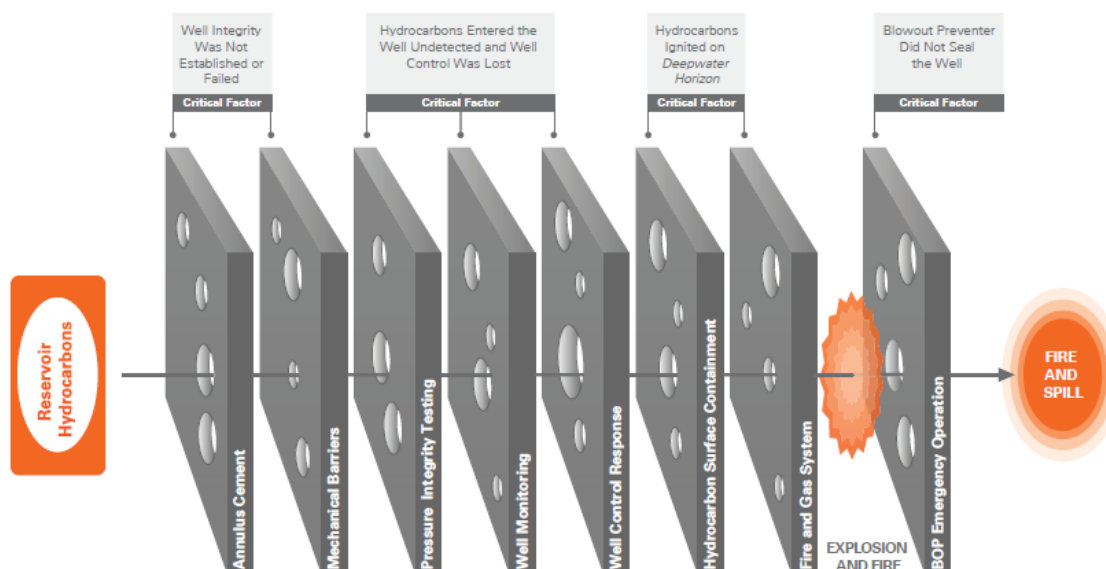 Well Integrity
Was Not
Established or
Failed
Critical Factor
Hydrocarbons Entered the
Well Undetected and Well
Control Was Lost
Critical Factor
Hydrocarbons
Ignited on
Deepwater
Horizon
Critical Factor
Blowout Preventer
Did Not Seal
the Well
Critical Factor
Reservoir
Hydrocarbons
Annulus Cement
Mechanical Barriers
Pressure Integrity Testing
Well Monitoring
Well Control Response
Hydrocarbon Surface Containment
Fire and Gas System
EXPLOSION
AND FIRE
BOP Emergency Operation
FIRE
AND
SPILL